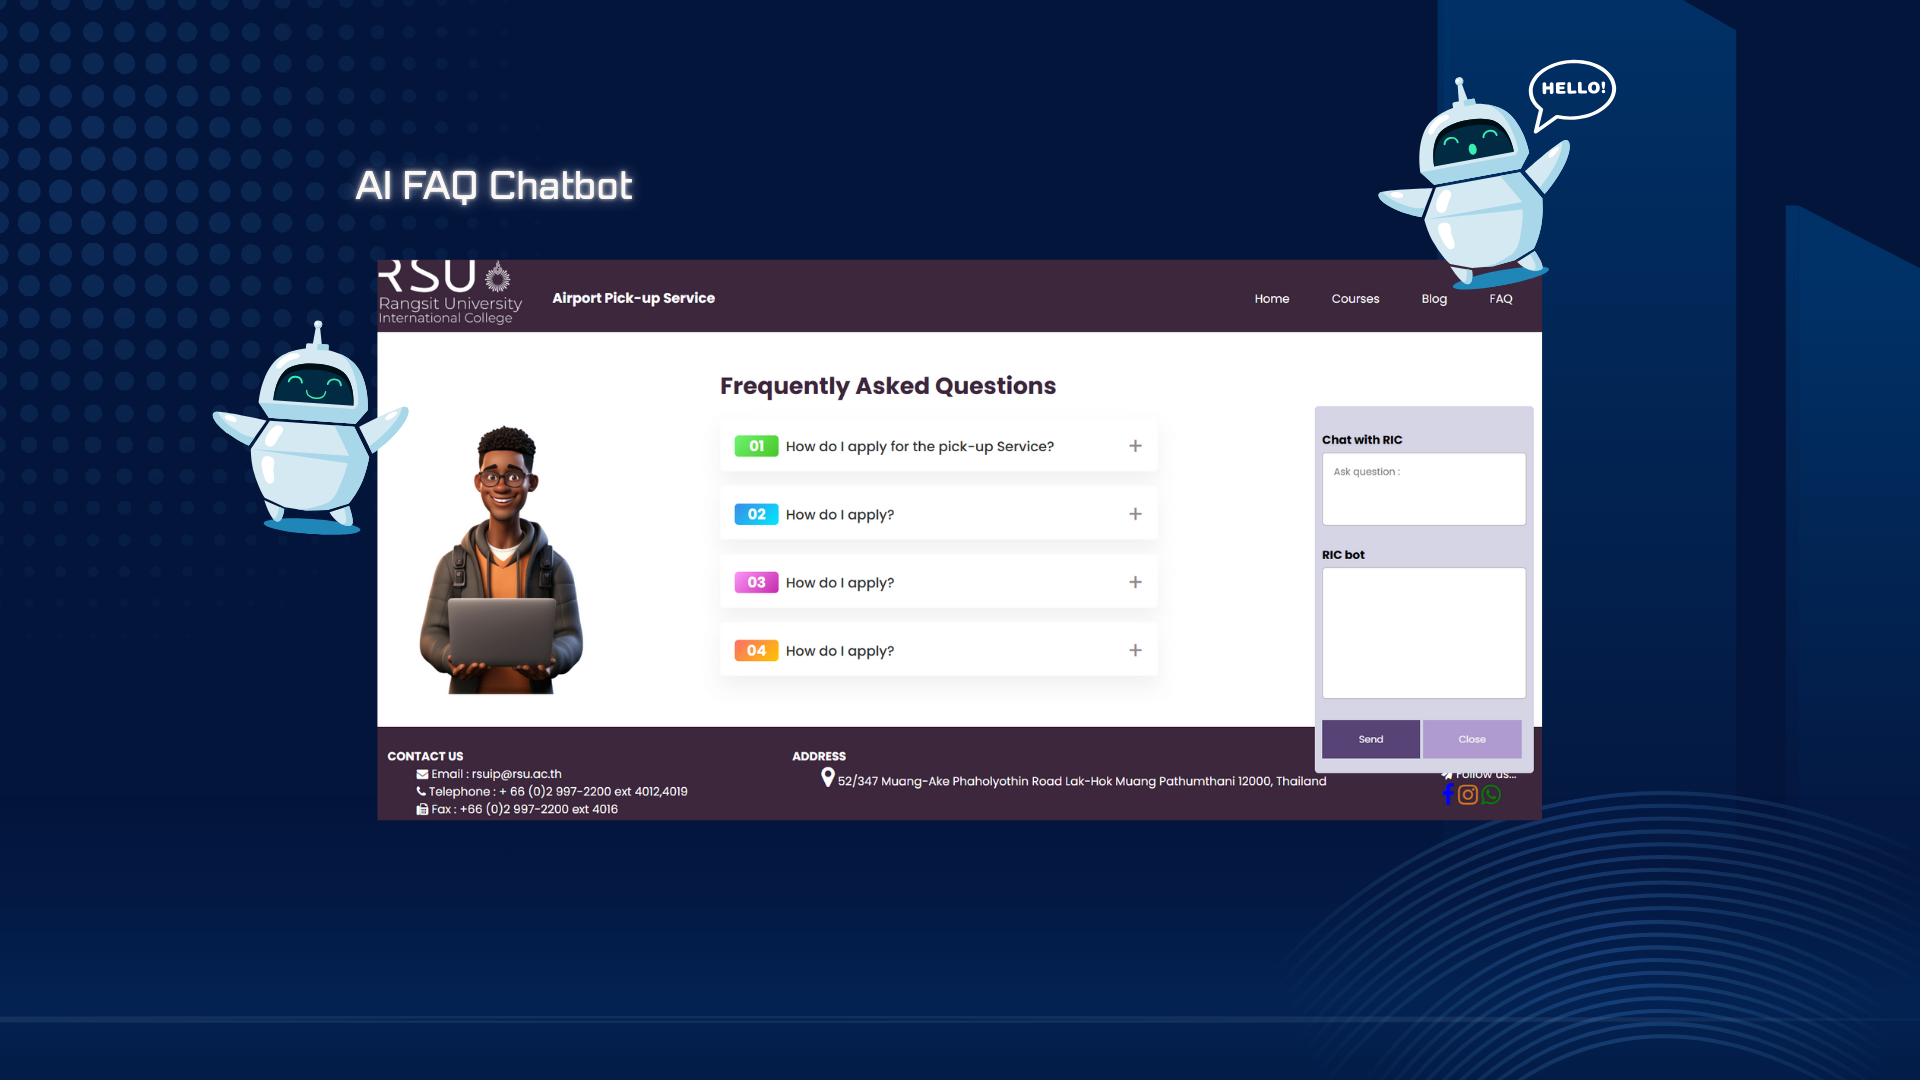 HELLO!
AI FAQ Chatbot
RSU
Rangsit University
International College
Airport Pick-up Service
Home
Courses
Blog
FAQ
Frequently Asked Questions
01 How do I apply for the pick-up Service? +
02 How do I apply? +
03 How do I apply? +
04 How do I apply? +
Chat with RIC
Ask question :
RIC bot
Send
Close
CONTACT US
Email : rsuip@rsu.ac.th
Telephone : + 66 (0)2 997-2200 ext 4012,4019
Fax : +66 (0)2 997-2200 ext 4016
ADDRESS
52/347 Muang-Ake Phaholyothin Road Lak-Hok Muang Pathumthani 12000, Thailand
Follow us...